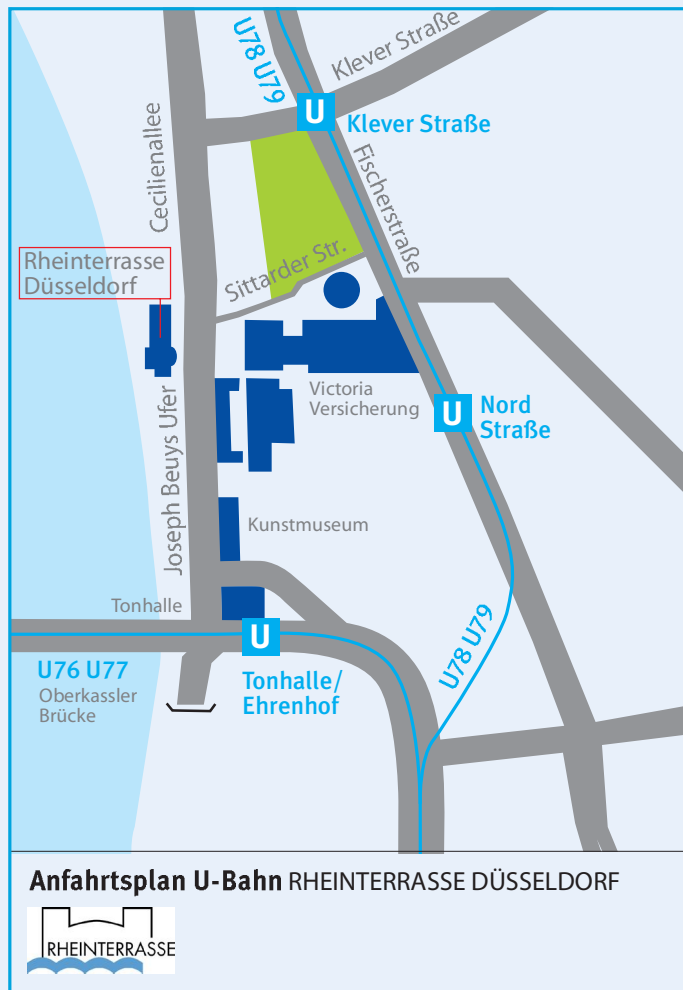 U78 U79
Klever Straße
U
Klever Straße
Cecilienallee
Fischerstraße
Rheinterrasse
Düsseldorf
Sittarder Str.
Victoria
Versicherung
U
Nord
Straße
Joseph Beuys Ufer
Kunstmuseum
Tonhalle
U
U76 U77
Oberkassler
Brücke
Tonhalle/
Ehrenhof
U78 U79
Anfahrtsplan U-Bahn RHEINTERRASSE DÜSSELDORF
RHEINTERRASSE